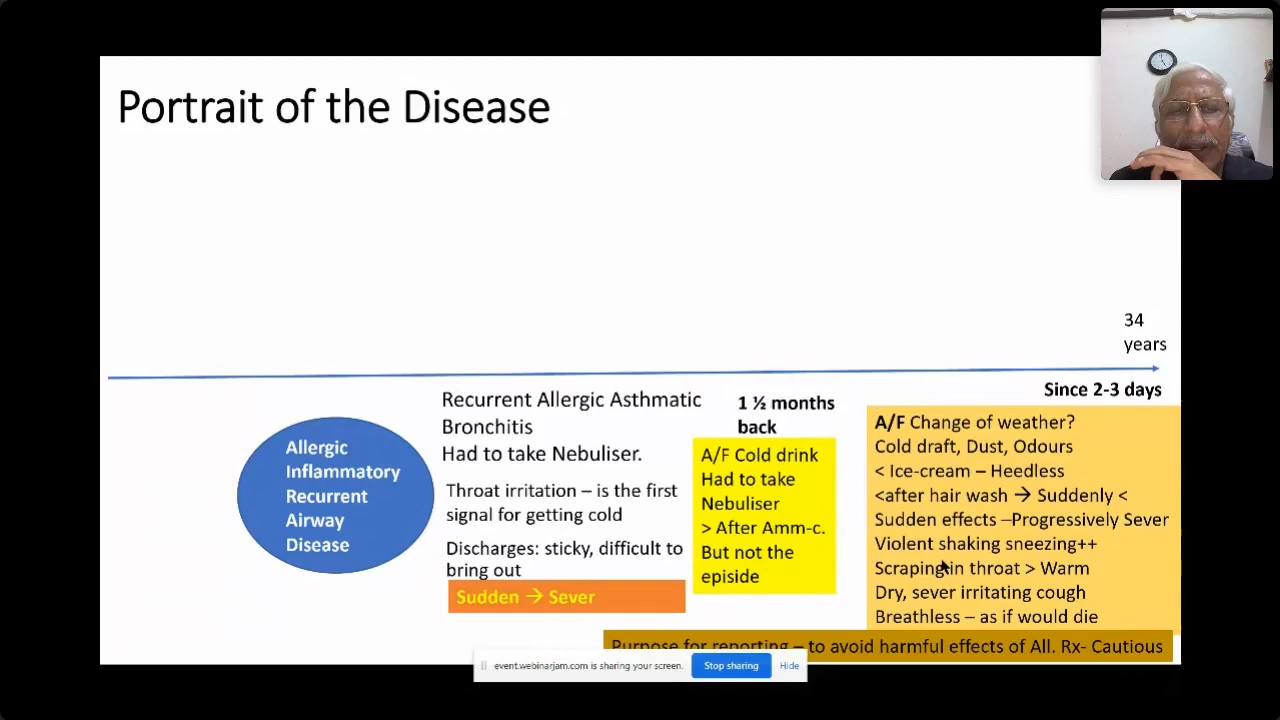 Portrait of the Disease
34
years
Since 2-3 days
Allergic
Inflammatory
Recurrent
Airway
Disease
Recurrent Allergic Asthmatic
Bronchitis
Had to take Nebuliser.
Throat irritation – is the first
signal for getting cold
Discharges: sticky, difficult to
bring out
Sudden → Sever
1 ½ months
back
A/F Cold drink
Had to take
Nebuliser
> After Amm-c.
But not the
episide
A/F Change of weather?
Cold draft, Dust, Odours
< Ice-cream – Heedless
<after hair wash → Suddenly <
Sudden effects –Progressively Sever
Violent shaking sneezing++
Scraping in throat > Warm
Dry, sever irritating cough
Breathless – as if would die
Purpose for reporting – to avoid harmful effects of All. Rx- Cautious
event.webinarjam.com is sharing your screen.
Stop sharing
Hide